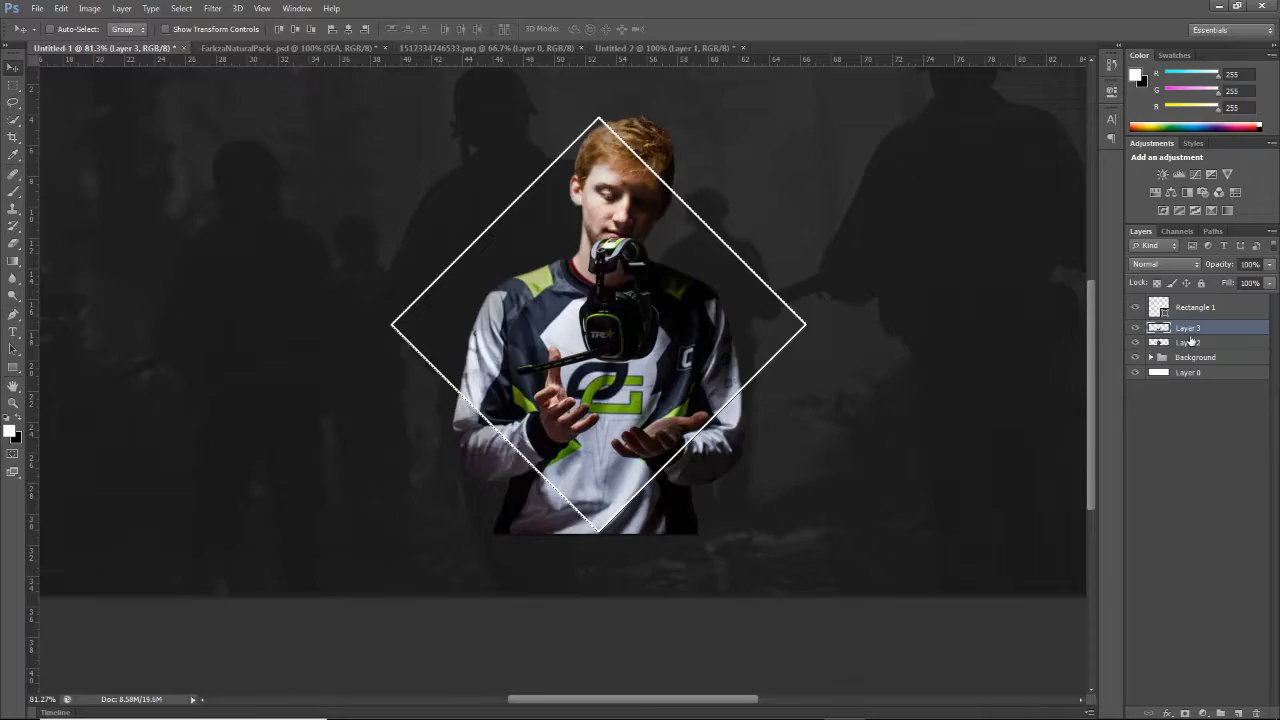 Ps File Edit Image Layer Type Select Filter 3D View Window Help
Auto-Select: Group Show Transform Controls 3D Mode: Essentials
Untitled-1 @ 81.3% (Layer 3, RGB/8) * × FarkzaNaturalPack .psd @ 100% (SEA, RGB/8) * × 1512334746533.png @ 66.7% (Layer 0, RGB/8) × Untitled-2 @ 100% (Layer 1, RGB/8) * ×
Color Swatches
R 255
G 255
B 255
Adjustments Styles
Add an adjustment
Layers Channels Paths
Kind
Normal Opacity: 100%
Lock: Fill: 100%
Rectangle 1
Layer 3
Background
Layer 0
C
81.27% Doc: 8.58M/19.6M
Timeline